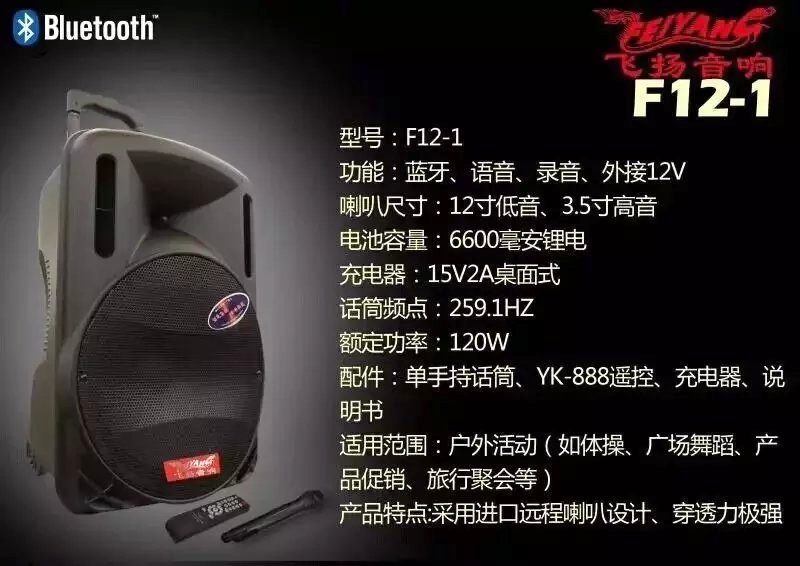 Bluetooth™
FEIYANG
飞扬音响
F12-1
型号：F12-1
功能：蓝牙、语音、录音、外接12V
喇叭尺寸：12寸低音、3.5寸高音
电池容量：6600毫安锂电
充电器：15V2A桌面式
话筒频点：259.1HZ
额定功率：120W
配件：单手持话筒、YK-888遥控、充电器、说
明书
适用范围：户外活动（如体操、广场舞蹈、产
品促销、旅行聚会等）
产品特点:采用进口远程喇叭设计、穿透力极强
FEIYANG
飞扬音响